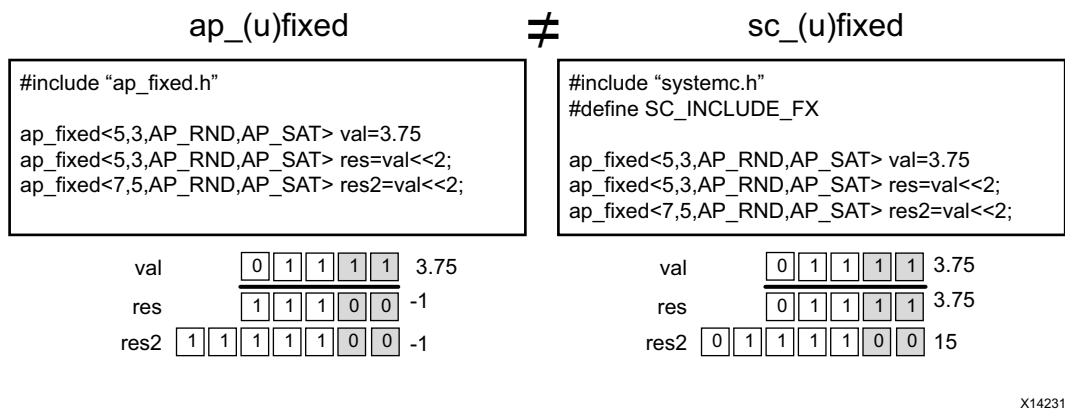 ap_(u)fixed ≠ sc_(u)fixed
#include “ap_fixed.h”
ap_fixed<5,3,AP_RND,AP_SAT> val=3.75
ap_fixed<5,3,AP_RND,AP_SAT> res=val<<2;
ap_fixed<7,5,AP_RND,AP_SAT> res2=val<<2;
#include “systemc.h”
#define SC_INCLUDE_FX
ap_fixed<5,3,AP_RND,AP_SAT> val=3.75
ap_fixed<5,3,AP_RND,AP_SAT> res=val<<2;
ap_fixed<7,5,AP_RND,AP_SAT> res2=val<<2;
val 0 1 1 1 1 3.75
res 1 1 1 0 0 -1
res2 1 1 1 1 1 0 0 -1
val 0 1 1 1 1 3.75
res 0 1 1 1 1 3.75
res2 0 1 1 1 1 0 0 15
X14231